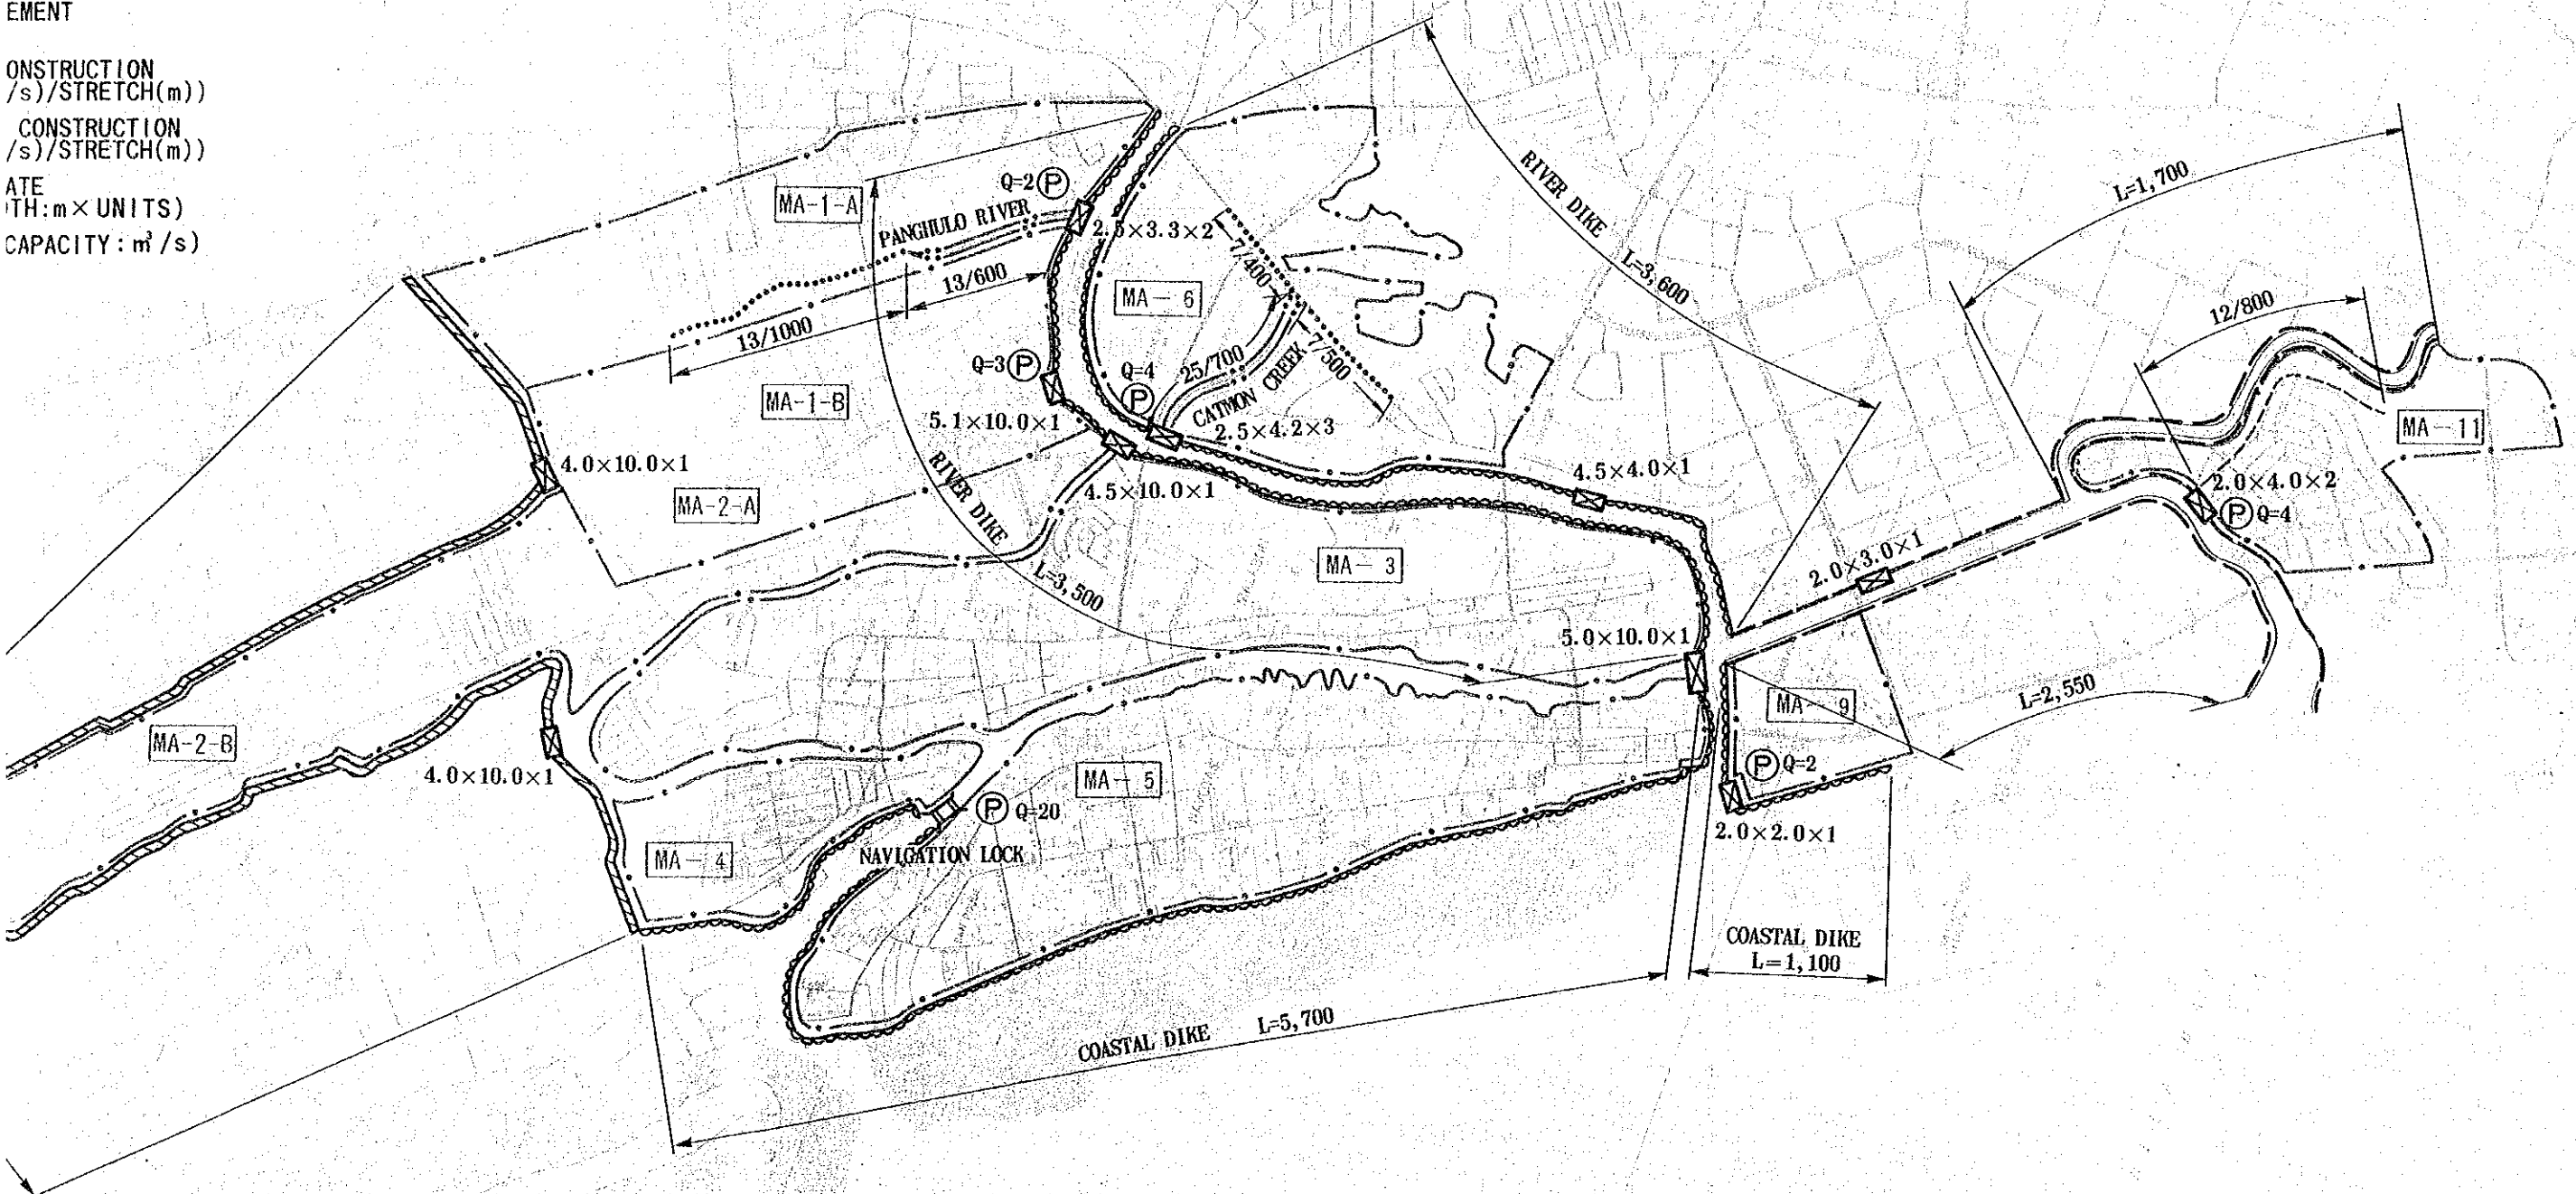 EMENT
ONSTRUCTION
/s)/STRETCH(m))
CONSTRUCTION
/s)/STRETCH(m))
ATE
TH:m×UNITS)
CAPACITY:m³/s)
MA-1-A
Q=2 P
PANGHULO RIVER
2.5×3.3×2
13/600
13/1000
MA-1-B
Q=3 P
5.1×10.0×1
MA-6
7/400
7/500
25/700
CATMON CREEK
Q=4
P
2.5×4.2×3
4.5×10.0×1
4.5×4.0×1
RIVER DIKE
L=3,600
RIVER DIKE
L=3,500
L=1,700
12/800
MA-11
2.0×4.0×2
P Q=4
2.0×3.0×1
4.0×10.0×1
MA-2-A
MA-3
5.0×10.0×1
MA-9
L=2,550
P Q=2
2.0×2.0×1
MA-2-B
4.0×10.0×1
MA-5
P Q=20
MA-4
NAVIGATION LOCK
COASTAL DIKE
L=1,100
COASTAL DIKE L=5,700